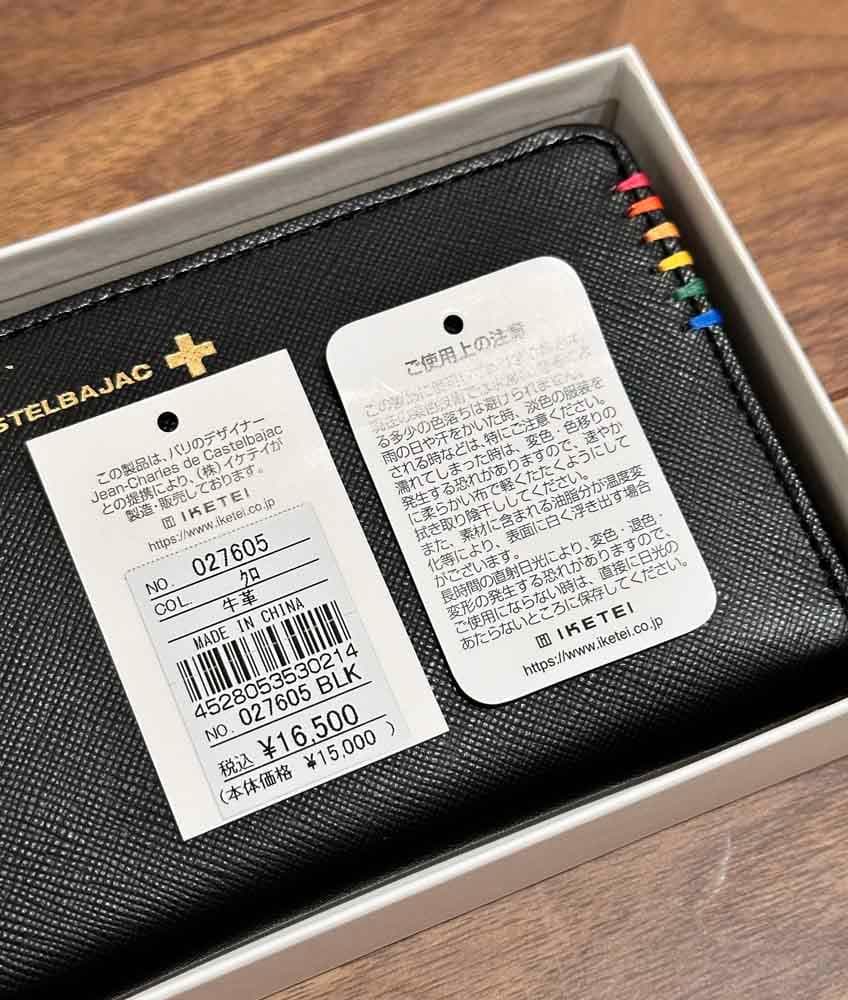 STELBAJAC
この製品は、パリのデザイナー
Jean-Charles de Castelbajac
との提携により、(株)イケテイが
製造・販売しております。
IKETEI
https://www.iketei.co.jp
NO. 027605
COL. クロ
牛革
MADE IN CHINA
4528053530214
NO. 027605 BLK
税込 ¥16,500
(本体価格 ¥15,000 )
ご使用上の注意
る多少の色落ちは避けられません。
雨の日や汗をかいた時、淡色の服装を
される時などは、特にご注意ください。
濡れてしまった時は、変色、色移りの
発生する恐れがありますので、速やか
に柔らかい布で軽くたたくようにして
拭き取り陰干ししてください。
また、素材に含まれる油脂分が温度変
化等により、表面に白く浮き出す場合
がございます。
長時間の直射日光により、変色・退色・
変形の発生する恐れがありますので、
ご使用にならない時は、直接に日光の
あたらないところに保存してください。
IKETEI
https://www.iketei.co.jp